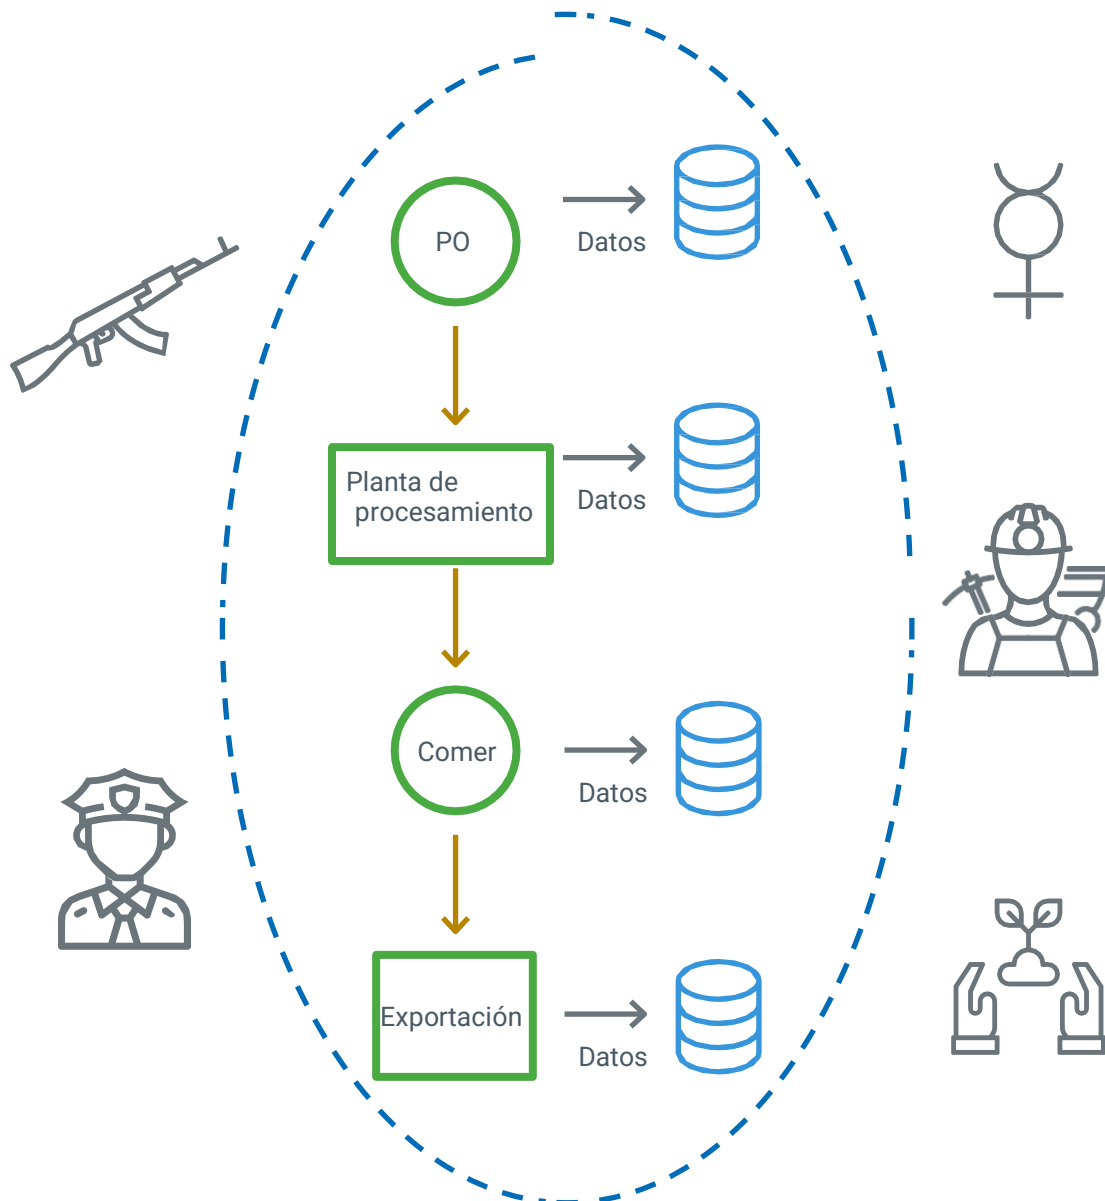 PO
Datos
Planta de
procesamiento
Datos
Comer
Datos
Exportación
Datos